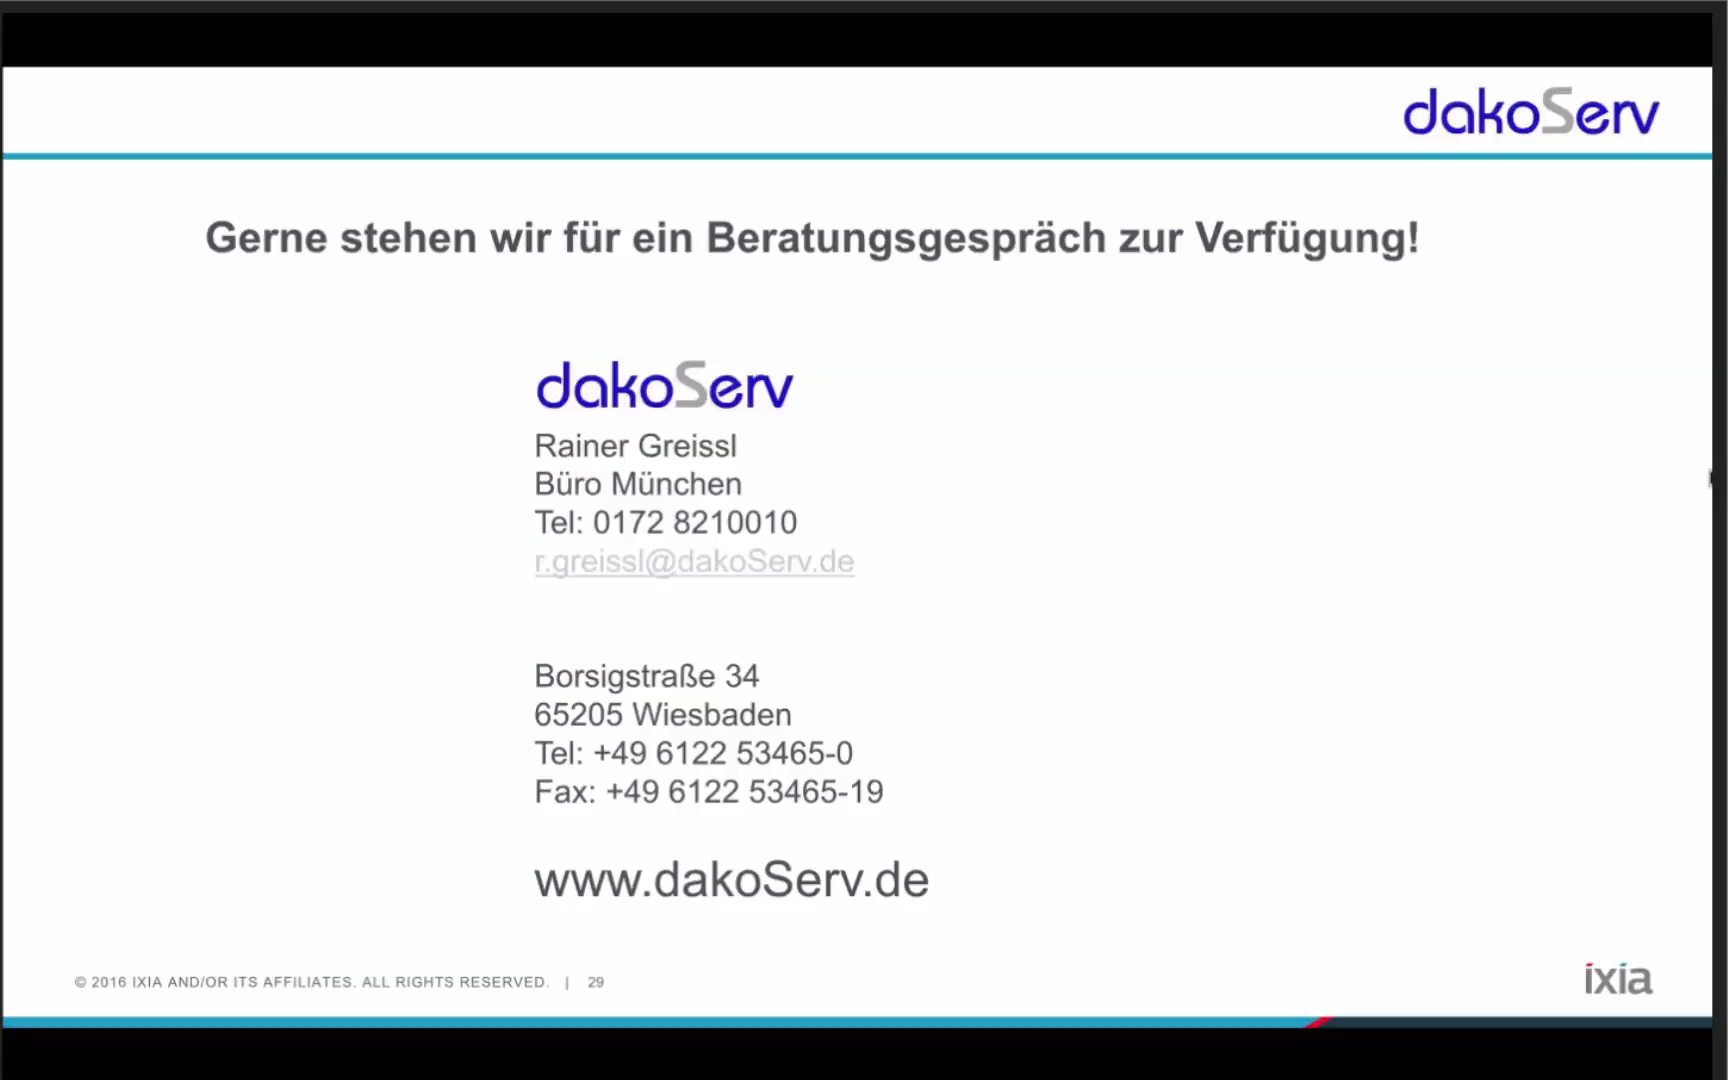 dakoServ
Gerne stehen wir für ein Beratungsgespräch zur Verfügung!
dakoServ
Rainer Greissl
Büro München
Tel: 0172 8210010
r.greissl@dakoServ.de
Borsigstraße 34
65205 Wiesbaden
Tel: +49 6122 53465-0
Fax: +49 6122 53465-19
www.dakoServ.de
© 2016 IXIA AND/OR ITS AFFILIATES. ALL RIGHTS RESERVED. | 29
ixia